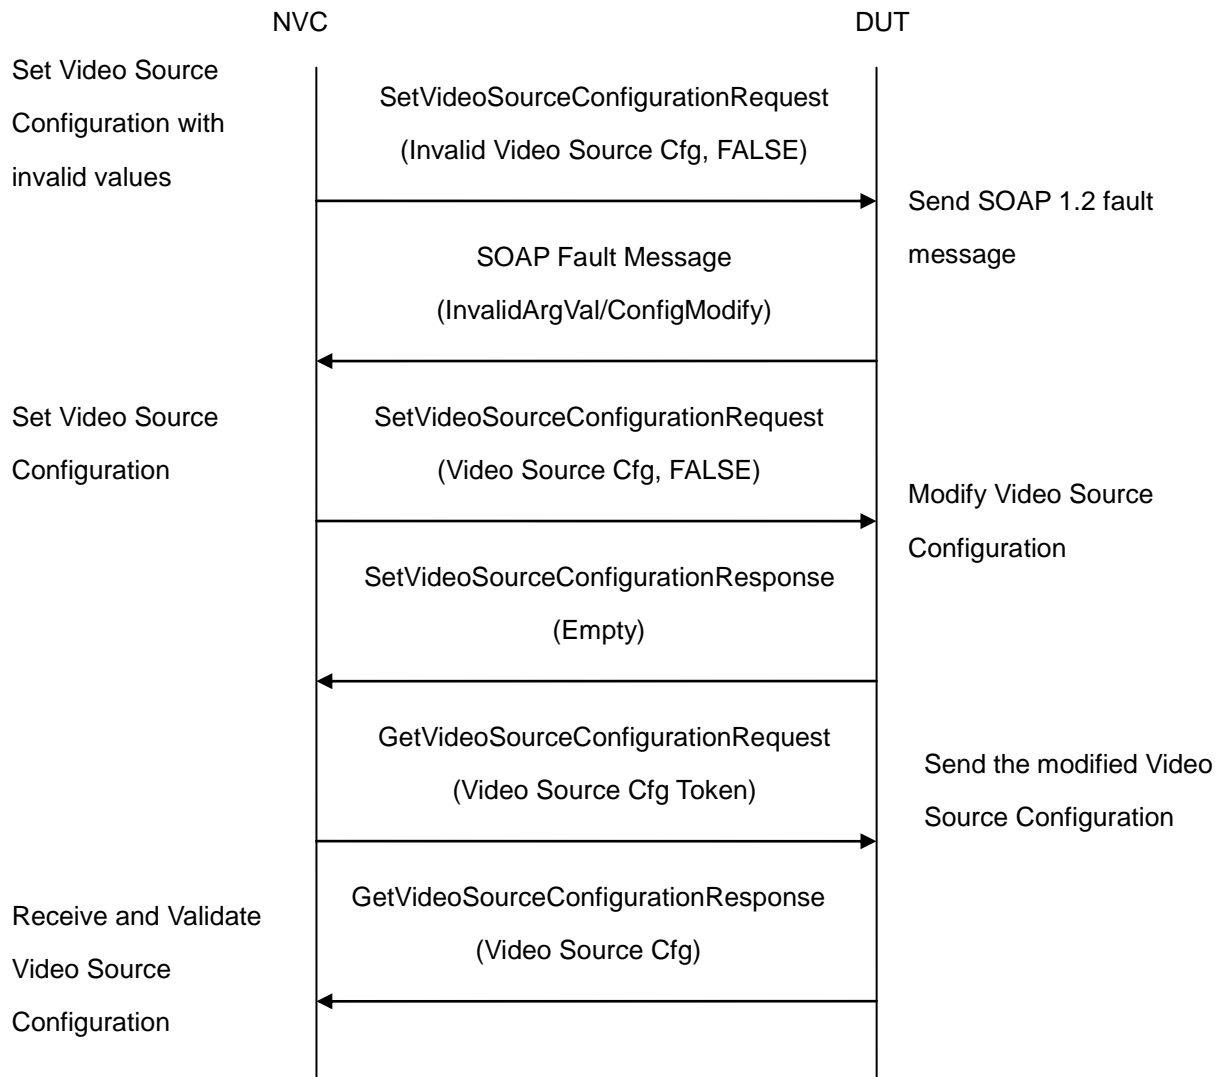 NVC
DUT
Set Video Source
Configuration with
invalid values
SetVideoSourceConfigurationRequest
(Invalid Video Source Cfg, FALSE)
Send SOAP 1.2 fault
message
SOAP Fault Message
(InvalidArgVal/ConfigModify)
Set Video Source
Configuration
SetVideoSourceConfigurationRequest
(Video Source Cfg, FALSE)
Modify Video Source
Configuration
SetVideoSourceConfigurationResponse
(Empty)
GetVideoSourceConfigurationRequest
(Video Source Cfg Token)
Send the modified Video
Source Configuration
GetVideoSourceConfigurationResponse
(Video Source Cfg)
Receive and Validate
Video Source
Configuration